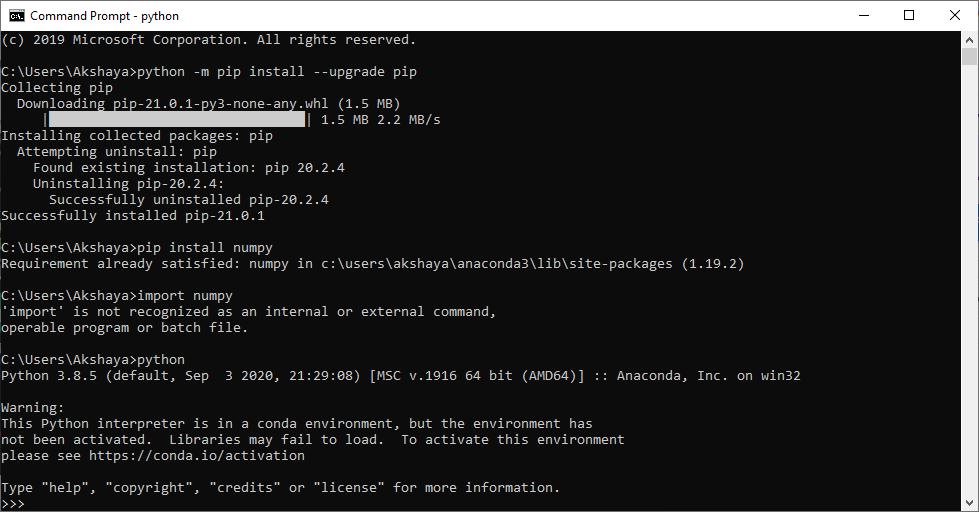 Command Prompt - python
(c) 2019 Microsoft Corporation. All rights reserved.
C:\Users\Akshaya>python -m pip install --upgrade pip
Collecting pip
  Downloading pip-21.0.1-py3-none-any.whl (1.5 MB)
     |████████████████████████████████| 1.5 MB 2.2 MB/s
Installing collected packages: pip
  Attempting uninstall: pip
    Found existing installation: pip 20.2.4
    Uninstalling pip-20.2.4:
      Successfully uninstalled pip-20.2.4
Successfully installed pip-21.0.1
C:\Users\Akshaya>pip install numpy
Requirement already satisfied: numpy in c:\users\akshaya\anaconda3\lib\site-packages (1.19.2)
C:\Users\Akshaya>import numpy
'import' is not recognized as an internal or external command,
operable program or batch file.
C:\Users\Akshaya>python
Python 3.8.5 (default, Sep  3 2020, 21:29:08) [MSC v.1916 64 bit (AMD64)] :: Anaconda, Inc. on win32
Warning:
This Python interpreter is in a conda environment, but the environment has
not been activated.  Libraries may fail to load.  To activate this environment
please see https://conda.io/activation
Type "help", "copyright", "credits" or "license" for more information.
>>>